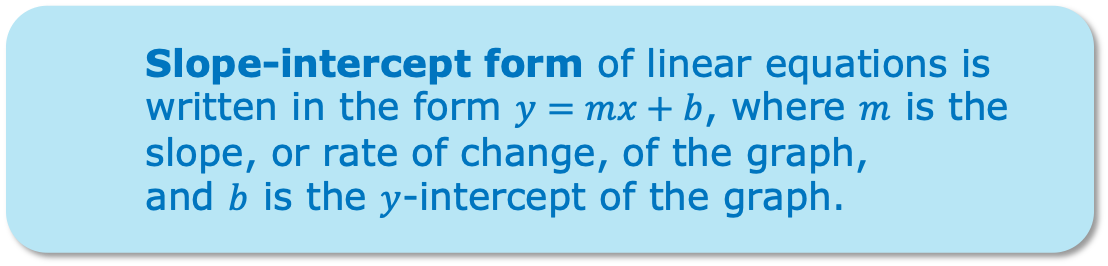 Slope-intercept form of linear equations is
written in the form y = mx + b, where m is the
slope, or rate of change, of the graph,
and b is the y-intercept of the graph.